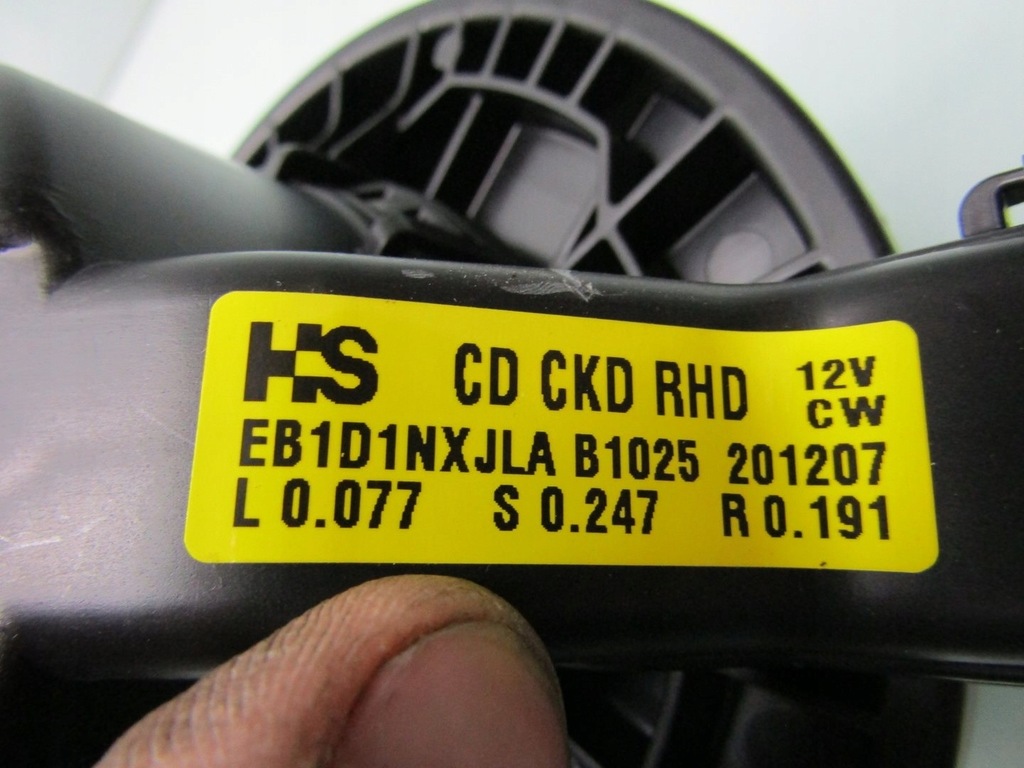 HS CD CKD RHD 12V
CW
EB1D1NXJLA B1025 201207
L 0.077 S 0.247 R 0.191